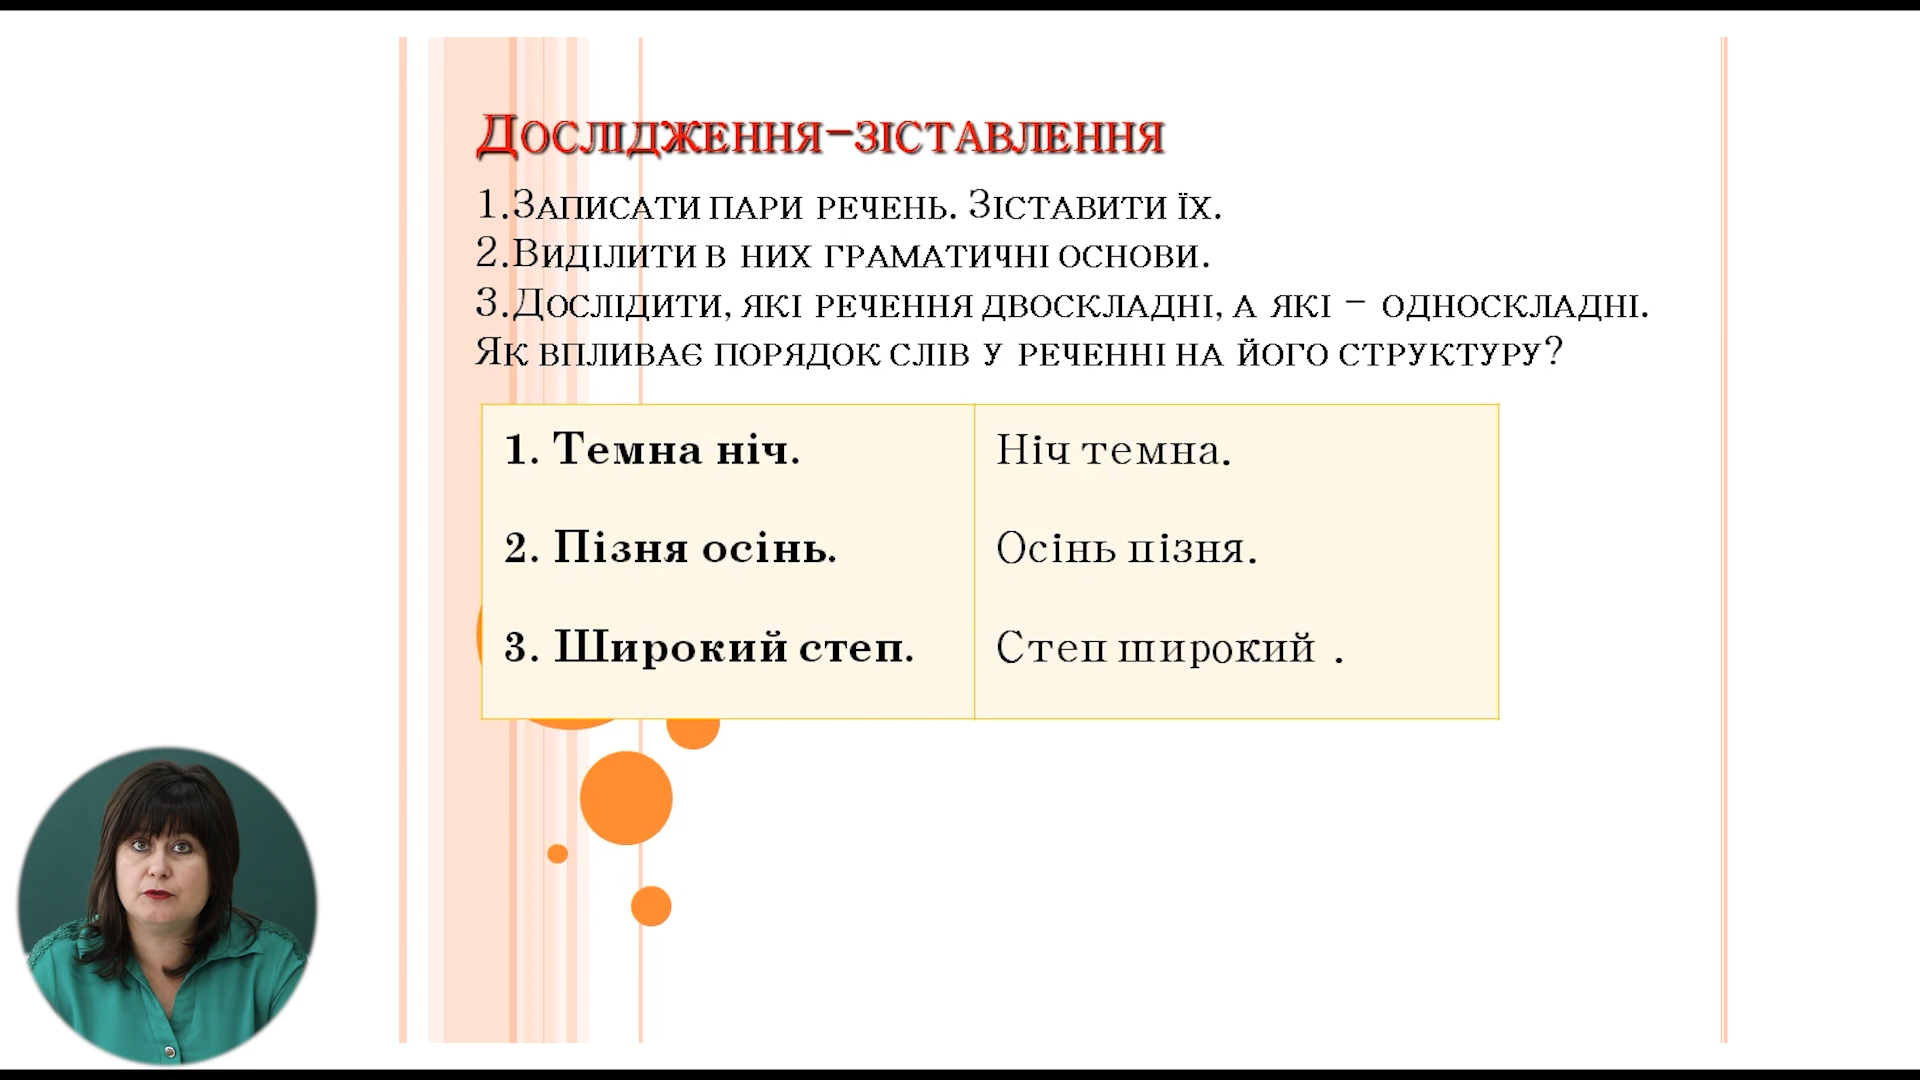 Дослідження-зіставлення
1.Записати пари речень. Зіставити їх.
2.Виділити в них граматичні основи.
3.Дослідити, які речення двоскладні, а які – односкладні.
Як впливає порядок слів у реченні на його структуру?
1. Темна ніч.
Ніч темна.
2. Пізня осінь.
Осінь пізня.
3. Широкий степ.
Степ широкий .